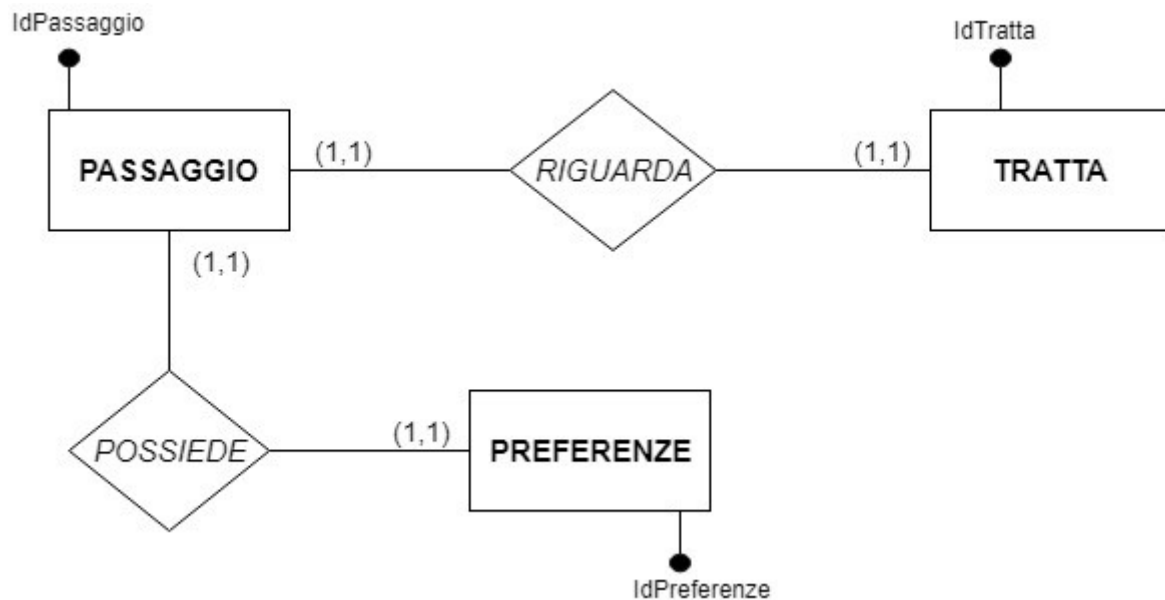 IdPassaggio
IdTratta
PASSAGGIO
(1,1)
RIGUARDA
(1,1)
TRATTA
(1,1)
POSSIEDE
(1,1)
PREFERENZE
IdPreferenze